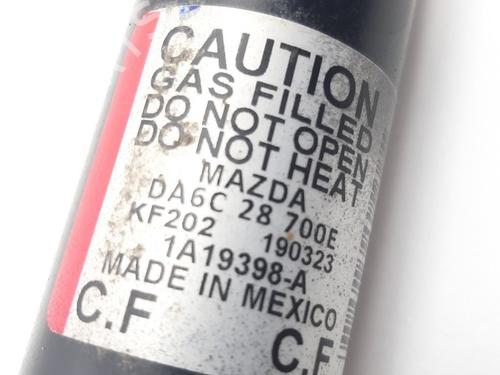 CAUTION
GAS FILLED
DO NOT OPEN
DO NOT HEAT
MAZDA
DA6C 28 700E
KF202 190323
1A19398-A
MADE IN MEXICO
C.F C.F